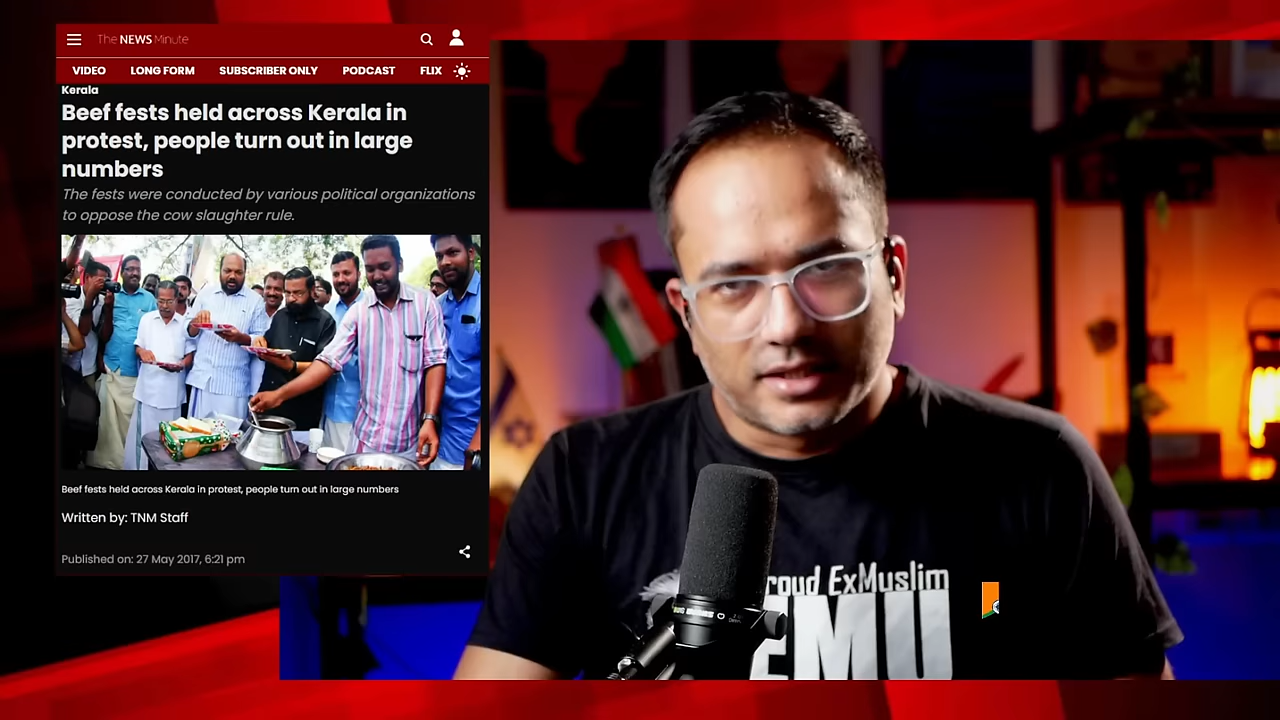 The NEWS Minute
VIDEO LONG FORM SUBSCRIBER ONLY PODCAST FLIX
Kerala
Beef fests held across Kerala in
protest, people turn out in large
numbers
The fests were conducted by various political organizations
to oppose the cow slaughter rule.
Beef fests held across Kerala in protest, people turn out in large numbers
Written by: TNM Staff
Published on: 27 May 2017, 6:21 pm
roud ExMuslim
EMU